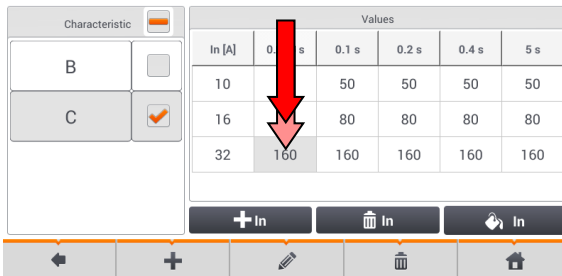 Characteristic
B
C
Values
In [A] 0. s 0.1 s 0.2 s 0.4 s 5 s
10 50 50 50 50
16 80 80 80 80
32 160 160 160 160 160
In In In